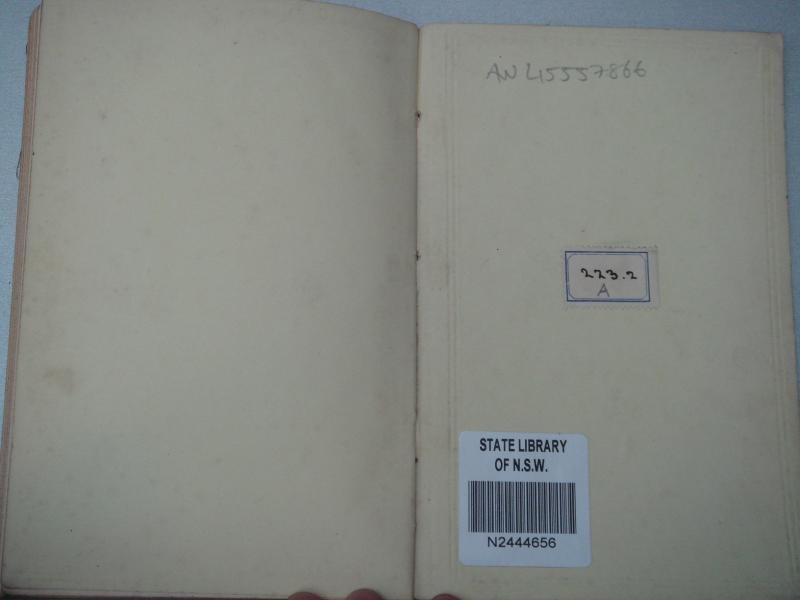 AN 45557866
223.2
A
STATE LIBRARY
OF N.S.W.
N2444656